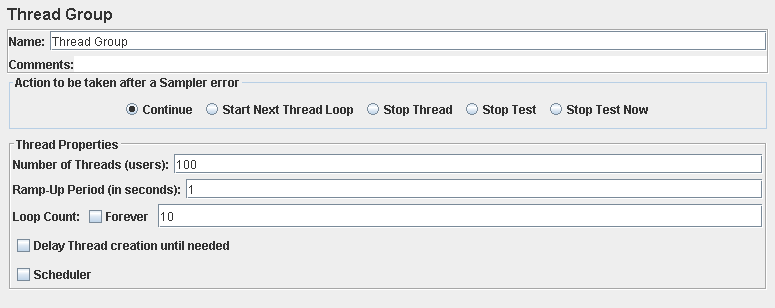 Thread Group
Name: Thread Group
Comments:
Action to be taken after a Sampler error
Continue Start Next Thread Loop Stop Thread Stop Test Stop Test Now
Thread Properties
Number of Threads (users): 100
Ramp-Up Period (in seconds): 1
Loop Count: Forever 10
Delay Thread creation until needed
Scheduler